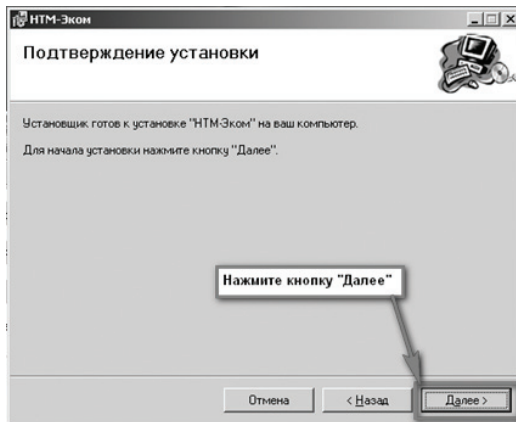 НТМ-Эком
Подтверждение установки
Установщик готов к установке "НТМ-Эком" на ваш компьютер.
Для начала установки нажмите кнопку "Далее".
Нажмите кнопку "Далее"
Отмена
< Назад
Далее >